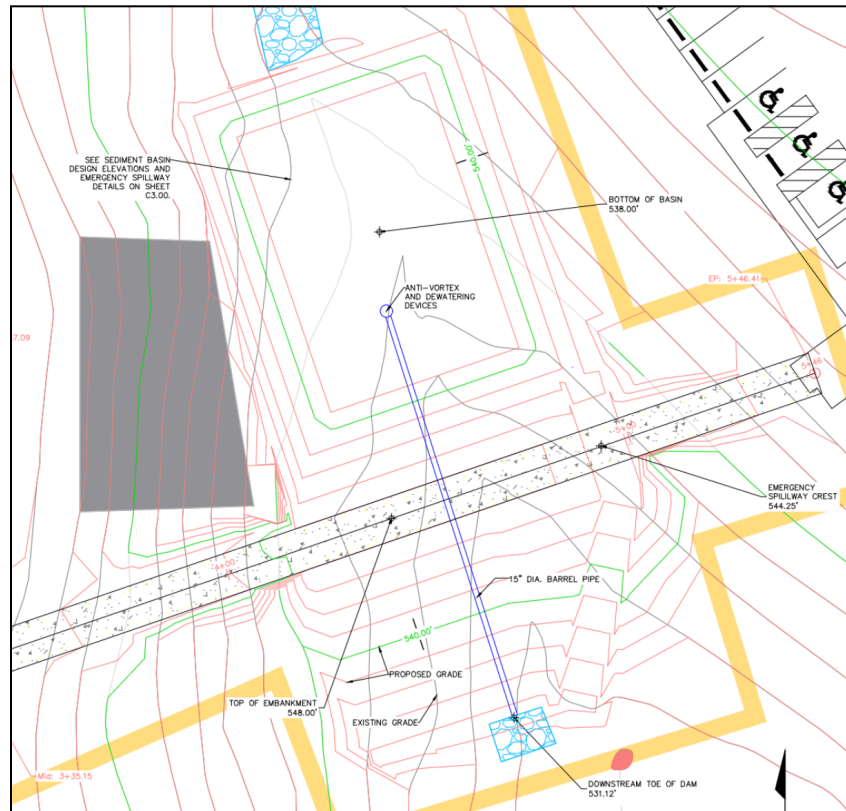 SEE SEDIMENT BASIN
DESIGN ELEVATIONS AND
EMERGENCY SPILLWAY
DETAILS ON SHEET
C3.00.
540.00'
BOTTOM OF BASIN
538.00'
EP: 5+46.41
ANTI-VORTEX
AND DEWATERING
DEVICES
7.09
5+46
5+00
EMERGENCY
SPILLWAY CREST
544.25'
4+00
15" DIA. BARREL PIPE
540.00'
PROPOSED GRADE
TOP OF EMBANKMENT
548.00'
EXISTING GRADE
Mid: 3+35.15
DOWNSTREAM TOE OF DAM
531.12'